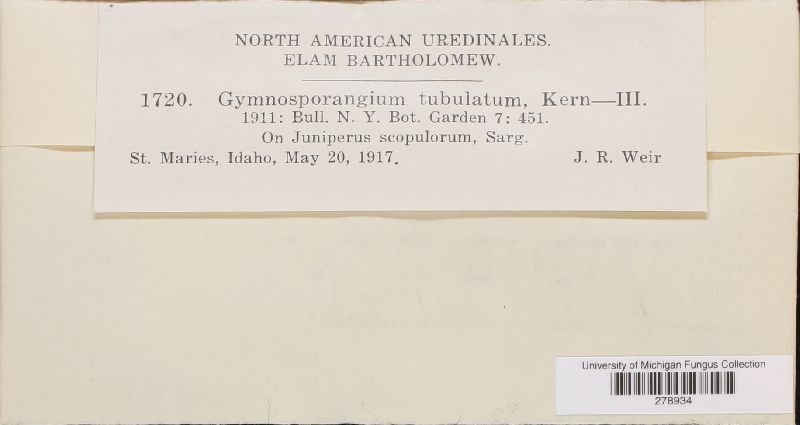 NORTH AMERICAN UREDINALES.
ELAM BARTHOLOMEW.
1720. Gymnosporangium tubulatum, Kern—III.
1911: Bull. N. Y. Bot. Garden 7: 451.
On Juniperus scopulorum, Sarg.
St. Maries, Idaho, May 20, 1917. J. R. Weir
University of Michigan Fungus Collection
278934